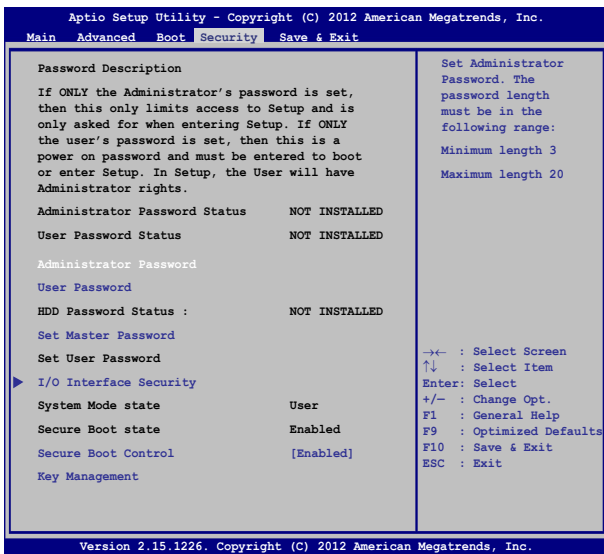 Aptio Setup Utility - Copyright (C) 2012 American Megatrends, Inc.
Main Advanced Boot Security Save & Exit
Password Description
If ONLY the Administrator's password is set,
then this only limits access to Setup and is
only asked for when entering Setup. If ONLY
the user's password is set, then this is a
power on password and must be entered to boot
or enter Setup. In Setup, the User will have
Administrator rights.
Administrator Password Status NOT INSTALLED
User Password Status NOT INSTALLED
Administrator Password
User Password
HDD Password Status : NOT INSTALLED
Set Master Password
Set User Password
I/O Interface Security
System Mode state User
Secure Boot state Enabled
Secure Boot Control [Enabled]
Key Management
Set Administrator
Password. The
password length
must be in the
following range:
Minimum length 3
Maximum length 20
→← : Select Screen
↑↓ : Select Item
Enter: Select
+/— : Change Opt.
F1 : General Help
F9 : Optimized Defaults
F10 : Save & Exit
ESC : Exit
Version 2.15.1226. Copyright (C) 2012 American Megatrends, Inc.